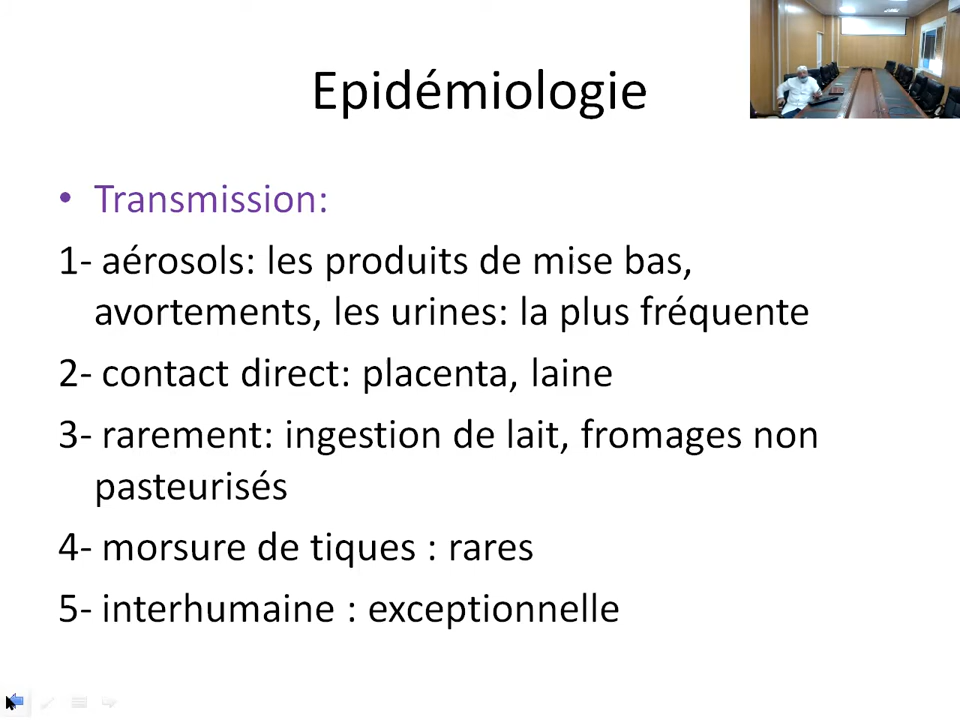 Epidémiologie
• Transmission:
1- aérosols: les produits de mise bas,
avortements, les urines: la plus fréquente
2- contact direct: placenta, laine
3- rarement: ingestion de lait, fromages non
pasteurisés
4- morsure de tiques : rares
5- interhumaine : exceptionnelle